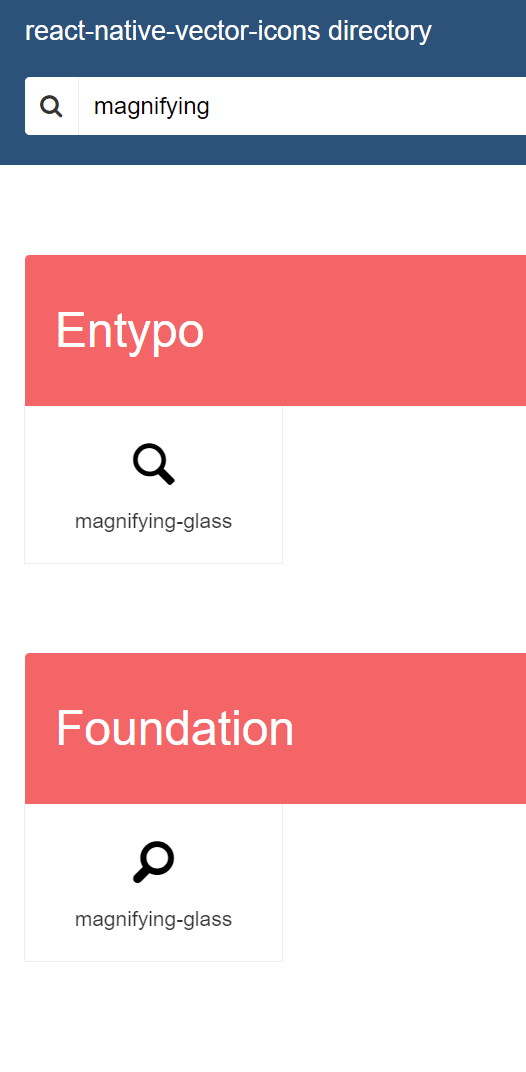 react-native-vector-icons directory
magnifying
Entypo
magnifying-glass
Foundation
magnifying-glass